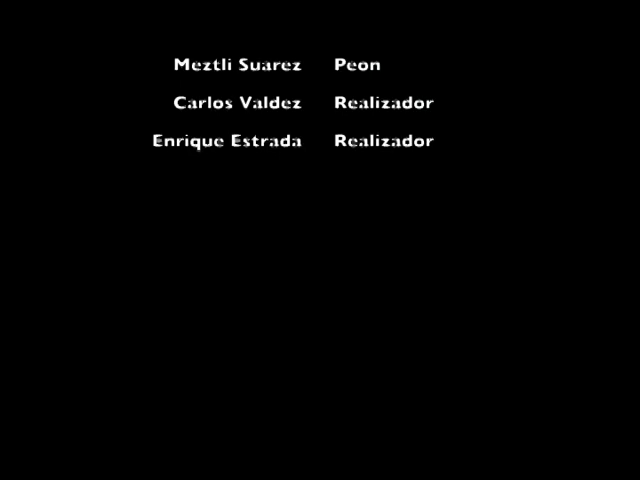 Meztli Suarez Peon
Carlos Valdez Realizador
Enrique Estrada Realizador